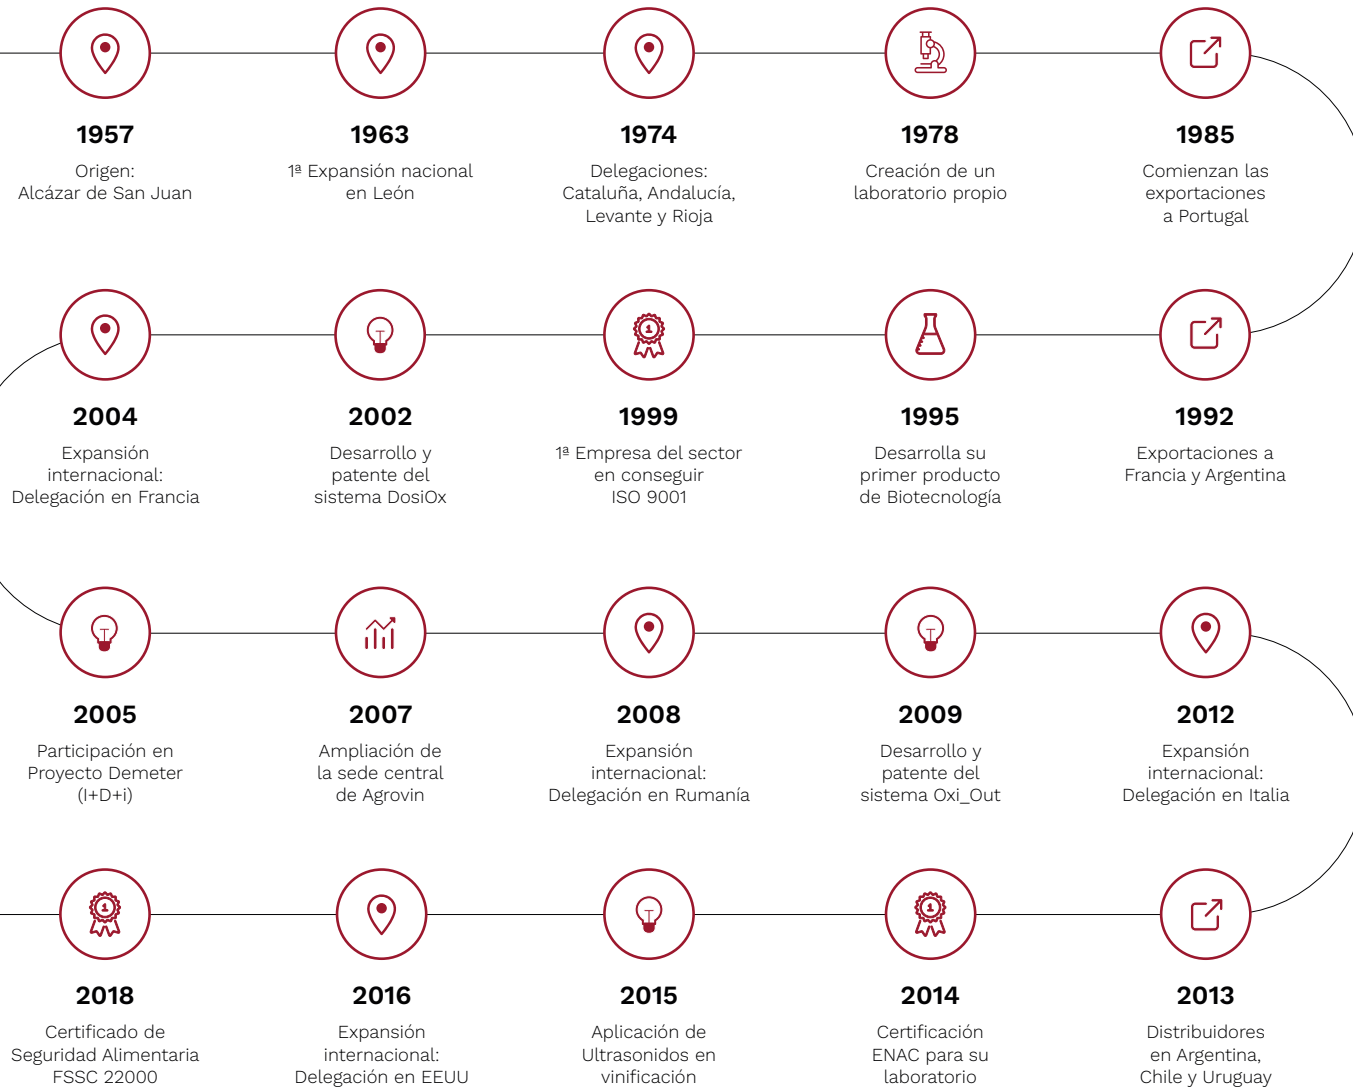 1957
Origen:
Alcázar de San Juan
1963
1ª Expansión nacional
en León
1974
Delegaciones:
Cataluña, Andalucía,
Levante y Rioja
1978
Creación de un
laboratorio propio
1985
Comienzan las
exportaciones
a Portugal
2004
Expansión
internacional:
Delegación en Francia
2002
Desarrollo y
patente del
sistema DosiOx
1
1999
1ª Empresa del sector
en conseguir
ISO 9001
1995
Desarrolla su
primer producto
de Biotecnología
1992
Exportaciones a
Francia y Argentina
2005
Participación en
Proyecto Demeter
(I+D+i)
2007
Ampliación de
la sede central
de Agrovin
2008
Expansión
internacional:
Delegación en Rumanía
2009
Desarrollo y
patente del
sistema Oxi_Out
2012
Expansión
internacional:
Delegación en Italia
1
2018
Certificado de
Seguridad Alimentaria
FSSC 22000
2016
Expansión
internacional:
Delegación en EEUU
2015
Aplicación de
Ultrasonidos en
vinificación
1
2014
Certificación
ENAC para su
laboratorio
2013
Distribuidores
en Argentina,
Chile y Uruguay